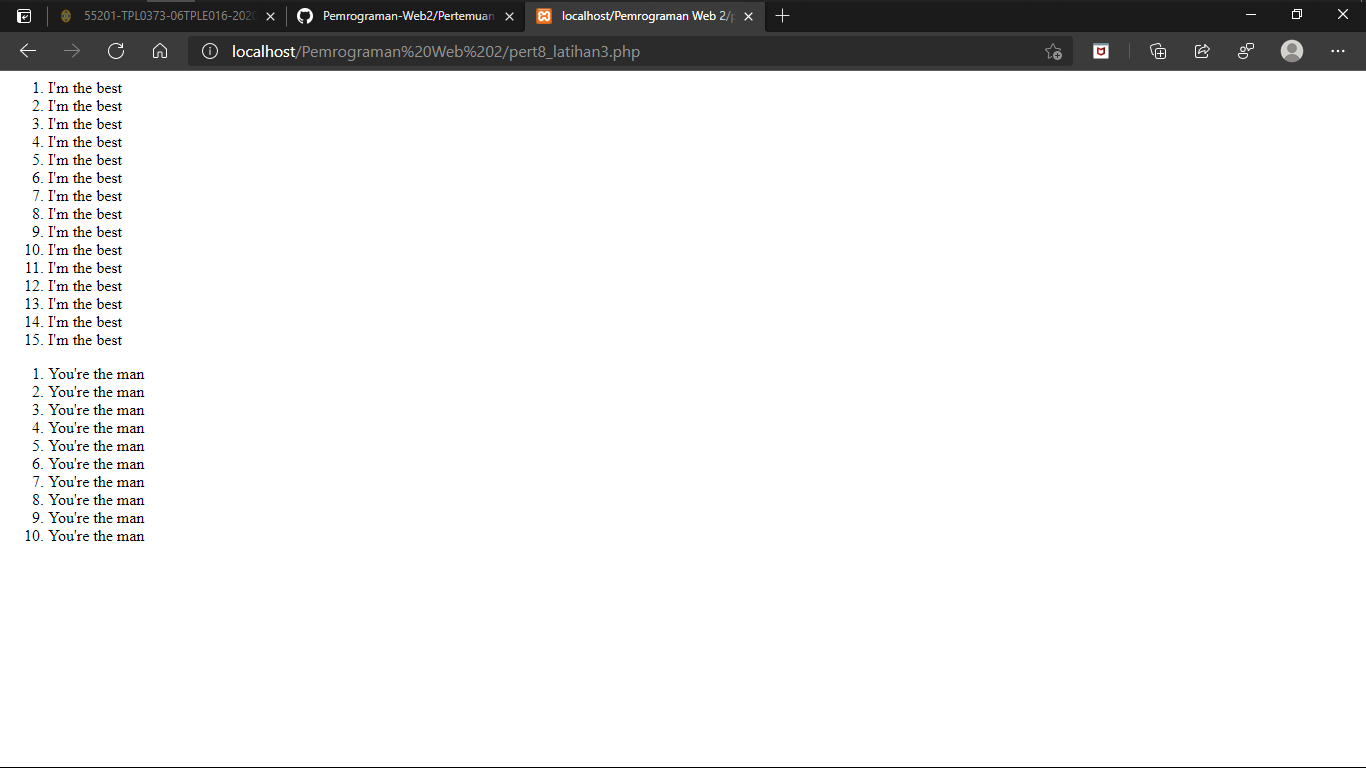 55201-TPL0373-06TPLE016-202
Pemrograman-Web2/Pertemuan
localhost/Pemrograman Web 2/p
localhost/Pemrograman%20Web%202/pert8_latihan3.php
1. I'm the best
2. I'm the best
3. I'm the best
4. I'm the best
5. I'm the best
6. I'm the best
7. I'm the best
8. I'm the best
9. I'm the best
10. I'm the best
11. I'm the best
12. I'm the best
13. I'm the best
14. I'm the best
15. I'm the best
1. You're the man
2. You're the man
3. You're the man
4. You're the man
5. You're the man
6. You're the man
7. You're the man
8. You're the man
9. You're the man
10. You're the man